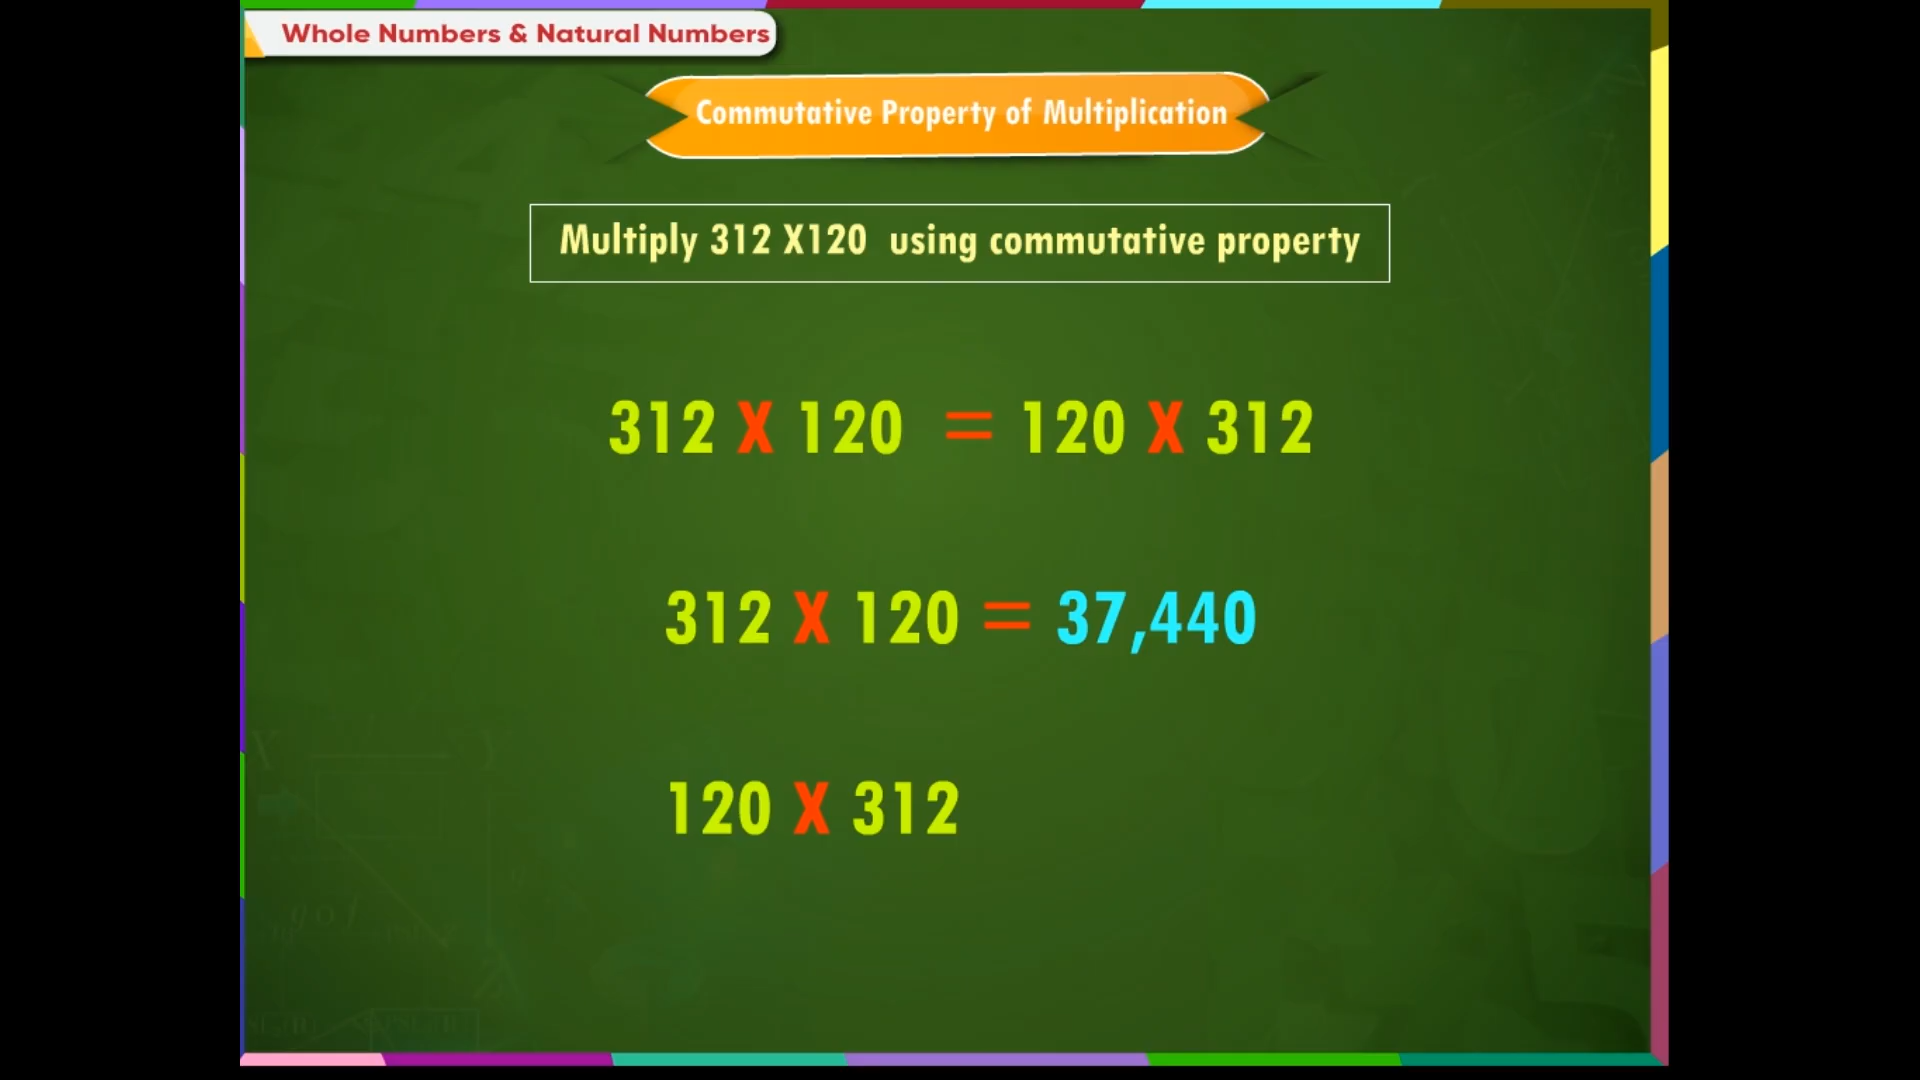 Whole Numbers & Natural Numbers
Commutative Property of Multiplication
Multiply 312 X120 using commutative property
312 X 120 = 120 X 312
312 X 120 = 37,440
120 X 312